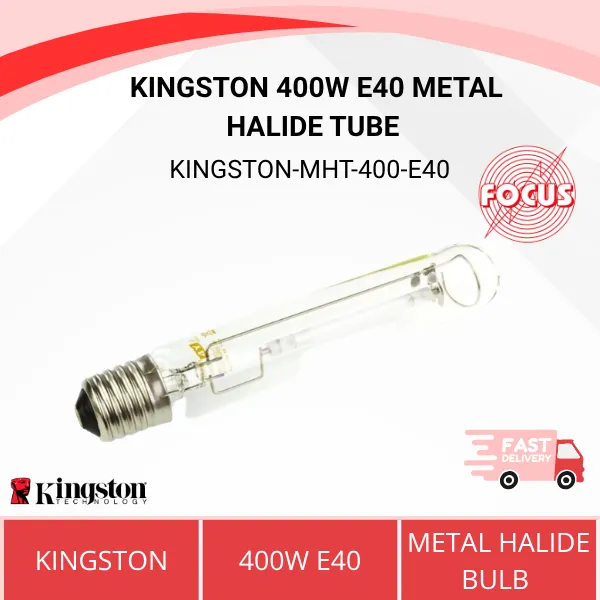 KINGSTON 400W E40 METAL
HALIDE TUBE
KINGSTON-MHT-400-E40
FOCUS
FAST
DELIVERY
Kingston
TECHNOLOGY
KINGSTON
400W E40
METAL HALIDE
BULB